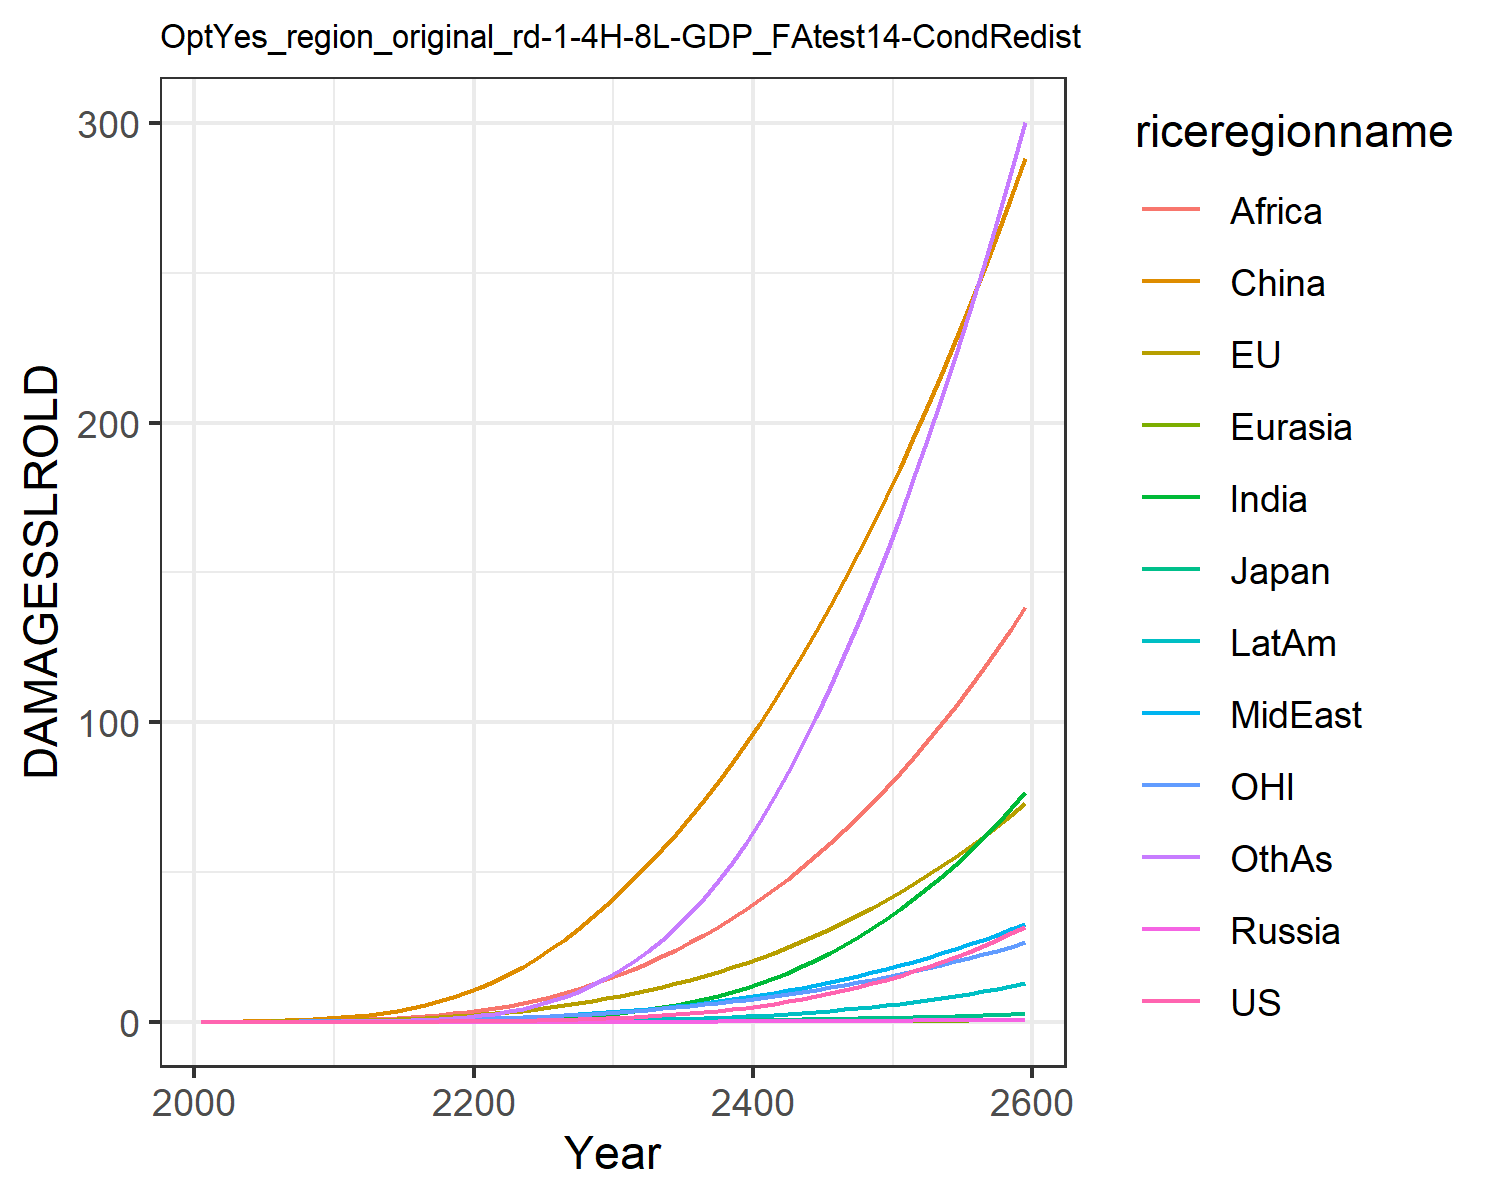 OptYes_region_original_rd-1-4H-8L-GDP_FAtest14-CondRedist
300
200
100
0
DAMAGESSLROLD
2000
2200
2400
2600
Year
riceregionname
Africa
China
EU
Eurasia
India
Japan
LatAm
MidEast
OHI
OthAs
Russia
US